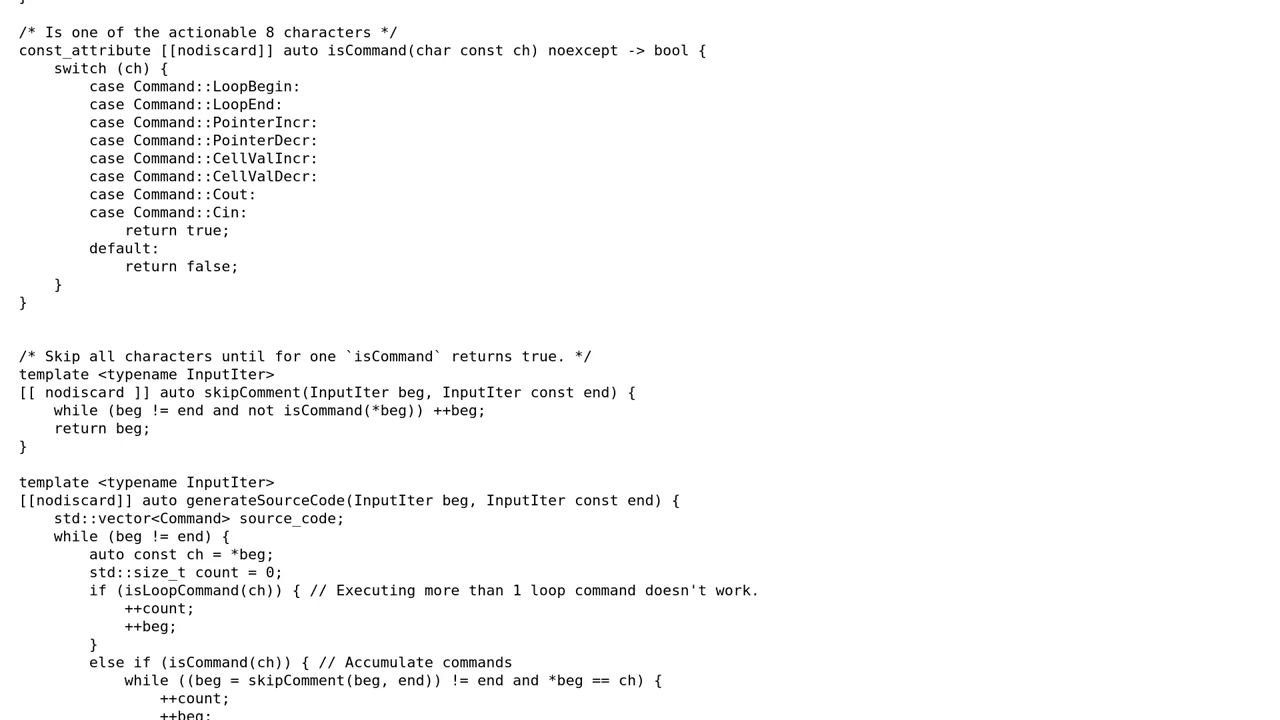 }
/* Is one of the actionable 8 characters */
const_attribute [[nodiscard]] auto isCommand(char const ch) noexcept -> bool {
    switch (ch) {
        case Command::LoopBegin:
        case Command::LoopEnd:
        case Command::PointerIncr:
        case Command::PointerDecr:
        case Command::CellValIncr:
        case Command::CellValDecr:
        case Command::Cout:
        case Command::Cin:
            return true;
        default:
            return false;
    }
}
/* Skip all characters until for one `isCommand` returns true. */
template <typename InputIter>
[[ nodiscard ]] auto skipComment(InputIter beg, InputIter const end) {
    while (beg != end and not isCommand(*beg)) ++beg;
    return beg;
}
template <typename InputIter>
[[nodiscard]] auto generateSourceCode(InputIter beg, InputIter const end) {
    std::vector<Command> source_code;
    while (beg != end) {
        auto const ch = *beg;
        std::size_t count = 0;
        if (isLoopCommand(ch)) { // Executing more than 1 loop command doesn't work.
            ++count;
            ++beg;
        }
        else if (isCommand(ch)) { // Accumulate commands
            while ((beg = skipComment(beg, end)) != end and *beg == ch) {
                ++count;
                ++beg;